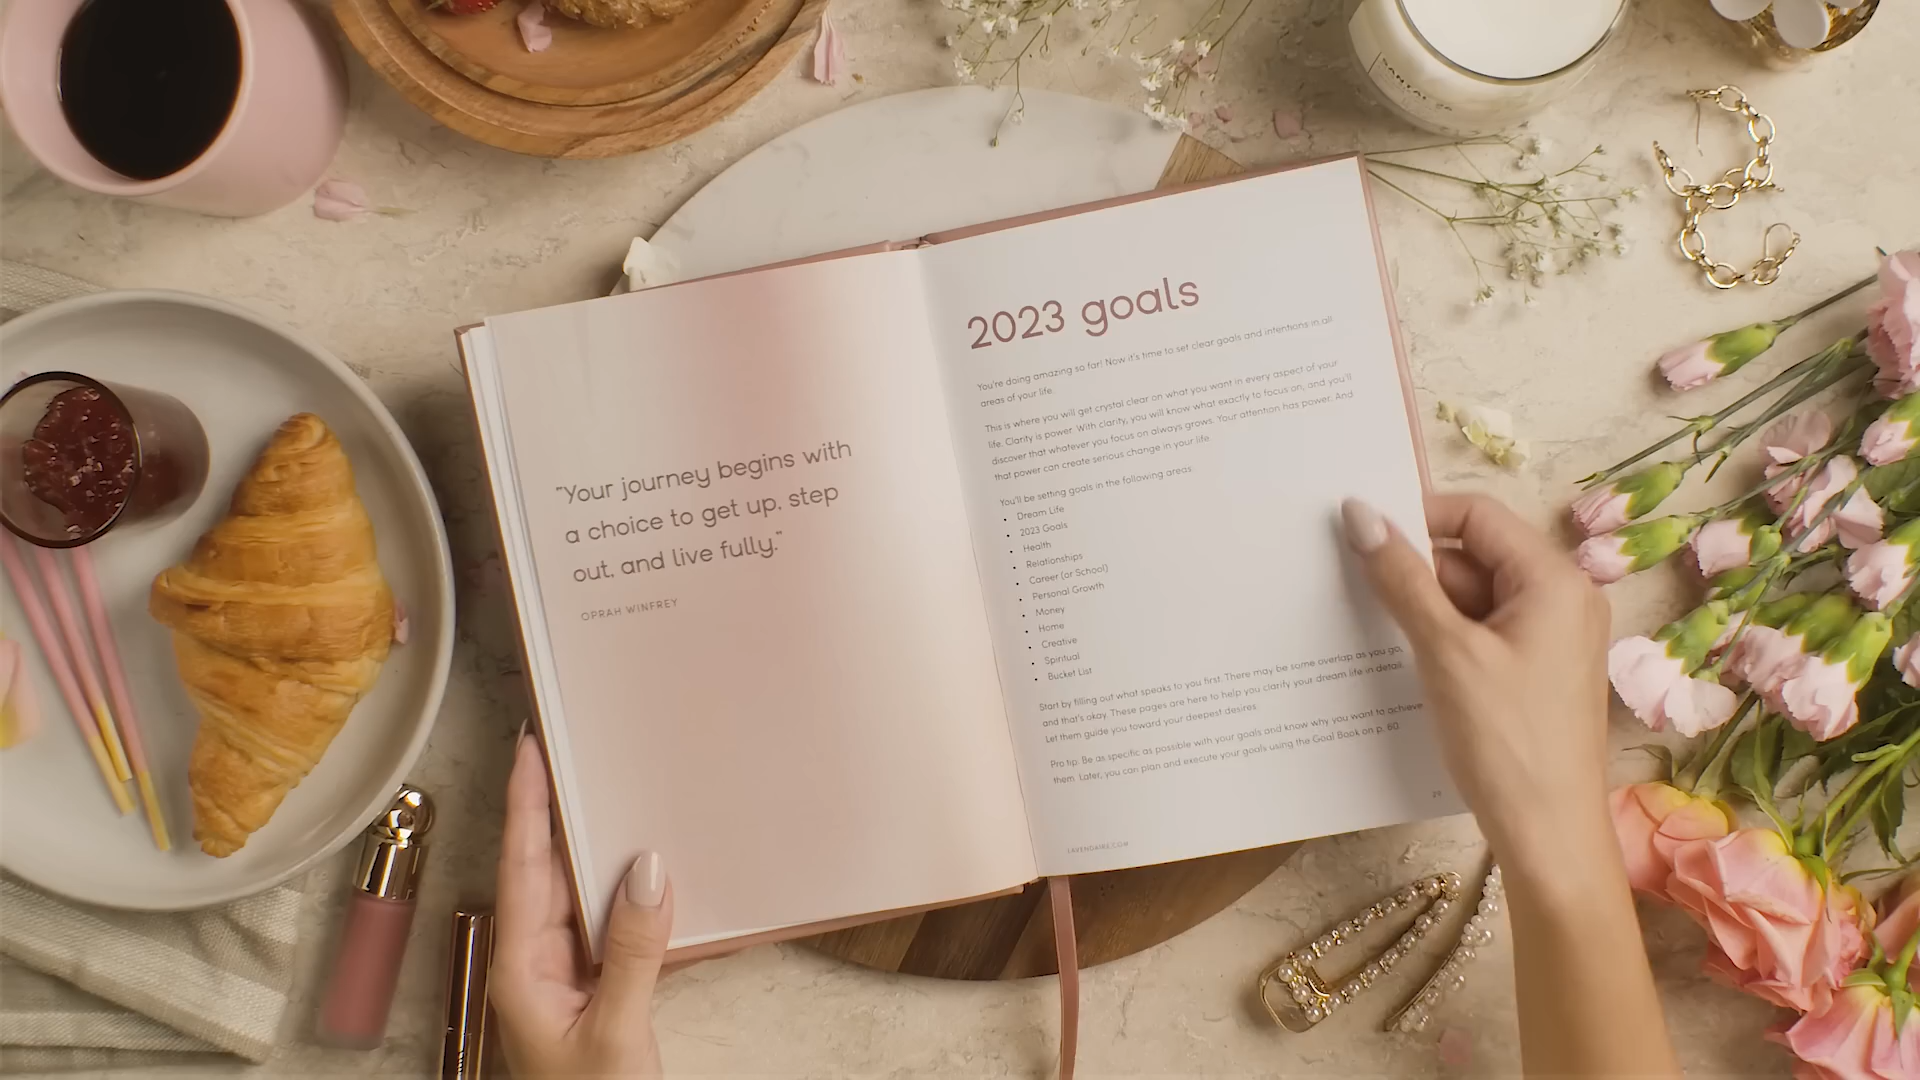 "Your journey begins with
a choice to get up, step
out, and live fully."
OPRAH WINFREY
2023 goals
You're doing amazing so far! Now it's time to set clear goals and intentions in all
areas of your life.
This is where you will get crystal clear on what you want in every aspect of your
life. Clarity is power. With clarity, you will know what exactly to focus on, and you'll
discover that whatever you focus on always grows. Your attention has power. And
that power can create serious change in your life.
You'll be setting goals in the following areas:
• Dream Life
• 2023 Goals
• Health
• Relationships
• Career (or School)
• Personal Growth
• Money
• Home
• Creative
• Spiritual
• Bucket List
Start by filling out what speaks to you first. There may be some overlap as you go,
and that's okay. These pages are here to help you clarify your dream life in detail.
Let them guide you toward your deepest desires.
Pro tip: Be as specific as possible with your goals and know why you want to achieve
them. Later, you can plan and execute your goals using the Goal Book on p. 60.
LAVENDAIRE.COM